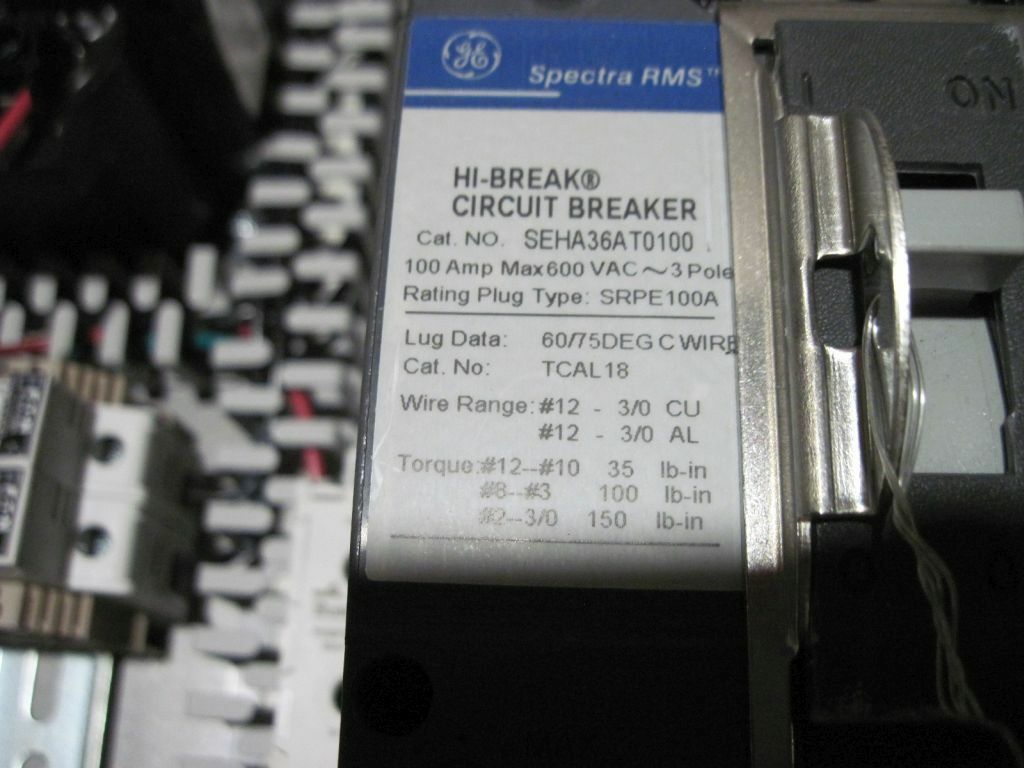 GE
Spectra RMS™
HI-BREAK®
CIRCUIT BREAKER
Cat. NO. SEHA36AT0100
100 Amp Max 600 VAC ~ 3 Pole
Rating Plug Type: SRPE100A
Lug Data: 60/75DEG C WIRE
Cat. No: TCAL18
Wire Range: #12 - 3/0 CU
#12 - 3/0 AL
Torque: #12--#10 35 lb-in
#8--#3 100 lb-in
#2--3/0 150 lb-in
I ON